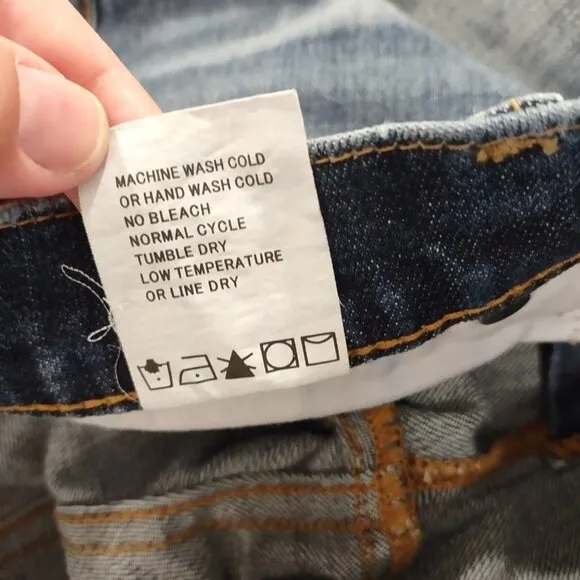 MACHINE WASH COLD
OR HAND WASH COLD
NO BLEACH
NORMAL CYCLE
TUMBLE DRY
LOW TEMPERATURE
OR LINE DRY